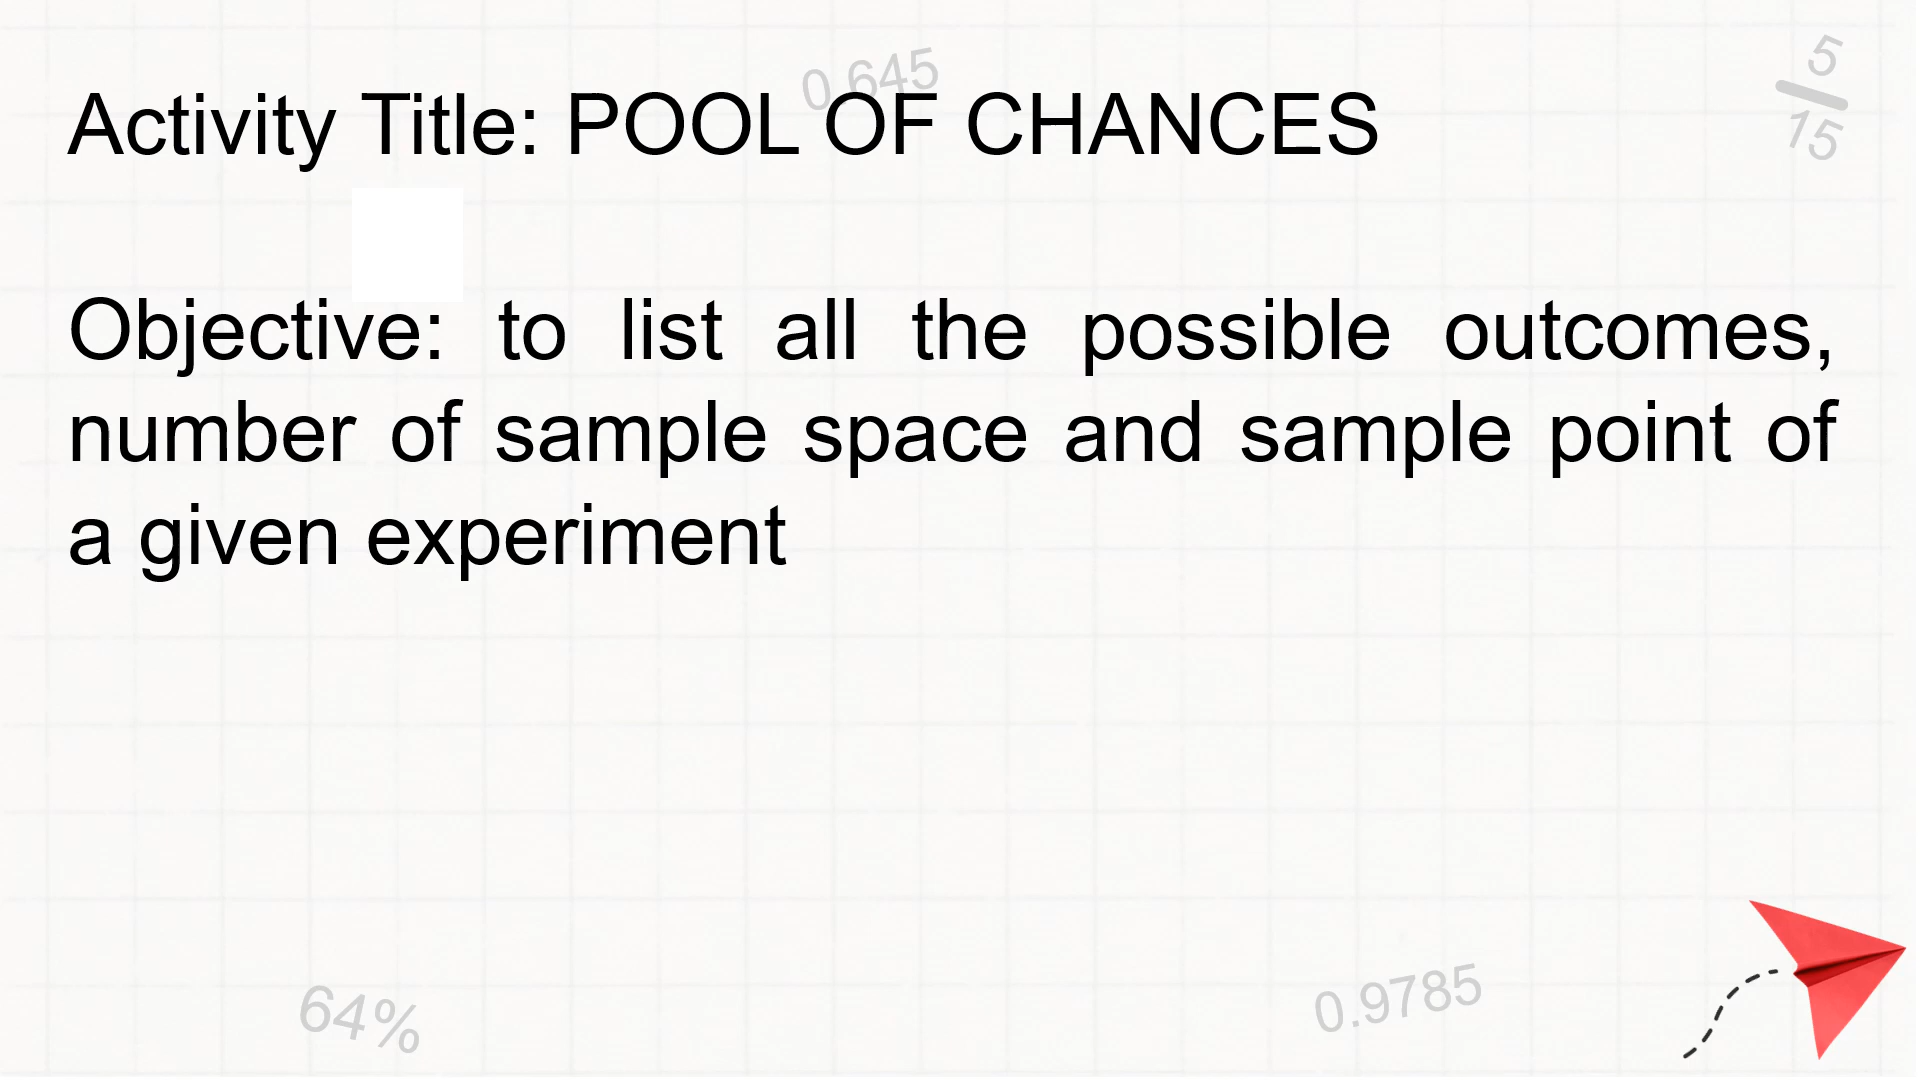 0.645
5
15
Activity Title: POOL OF CHANCES
Objective: to list all the possible outcomes,
number of sample space and sample point of
a given experiment
64%
0.9785